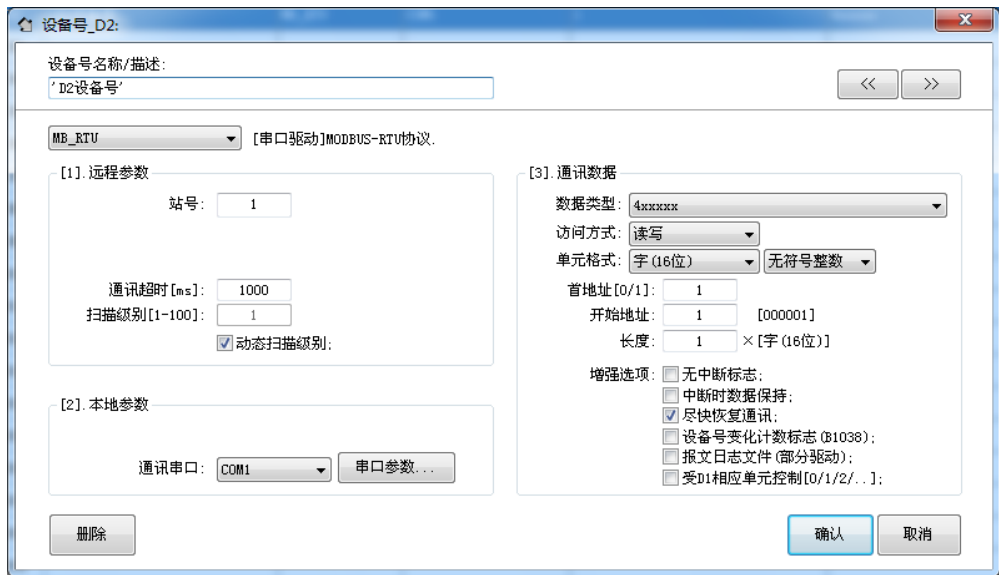 设备号_D2:
设备号名称/描述:
'D2设备号'
<< >>
MB_RTU [串口驱动]MODBUS-RTU协议.
[1].远程参数
站号: 1
通讯超时[ms]: 1000
扫描级别[1-100]: 1
动态扫描级别;
[2].本地参数
通讯串口: COM1 串口参数...
[3].通讯数据
数据类型: 4xxxxx
访问方式: 读写
单元格式: 字(16位) 无符号整数
首地址[0/1]: 1
开始地址: 1 [000001]
长度: 1 ×[字(16位)]
增强选项: 无中断标志;
中断时数据保持;
尽快恢复通讯;
设备号变化计数标志(B1038);
报文日志文件(部分驱动);
受D1相应单元控制[0/1/2/..];
删除 确认 取消